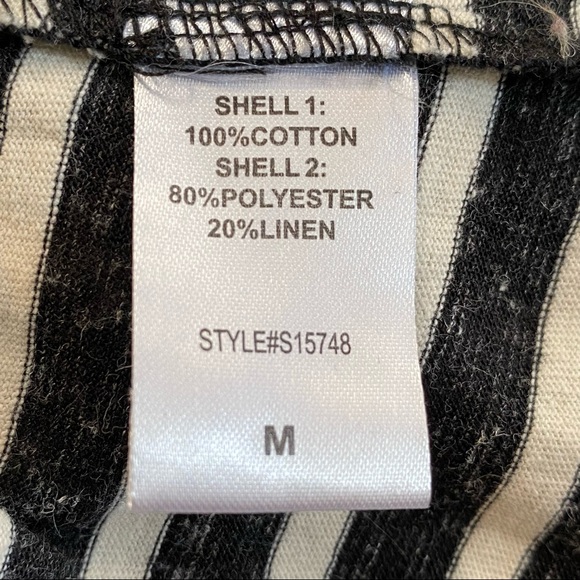 SHELL 1:
100%COTTON
SHELL 2:
80%POLYESTER
20%LINEN
STYLE#S15748
M